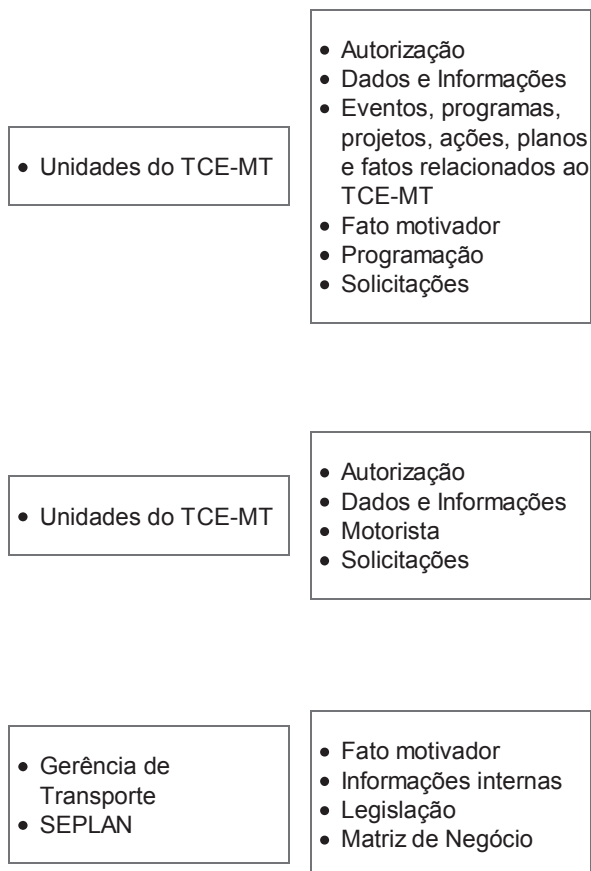 • Unidades do TCE-MT
• Autorização
• Dados e Informações
• Eventos, programas,
projetos, ações, planos
e fatos relacionados ao
TCE-MT
• Fato motivador
• Programação
• Solicitações
• Unidades do TCE-MT
• Autorização
• Dados e Informações
• Motorista
• Solicitações
• Gerência de
Transporte
• SEPLAN
• Fato motivador
• Informações internas
• Legislação
• Matriz de Negócio